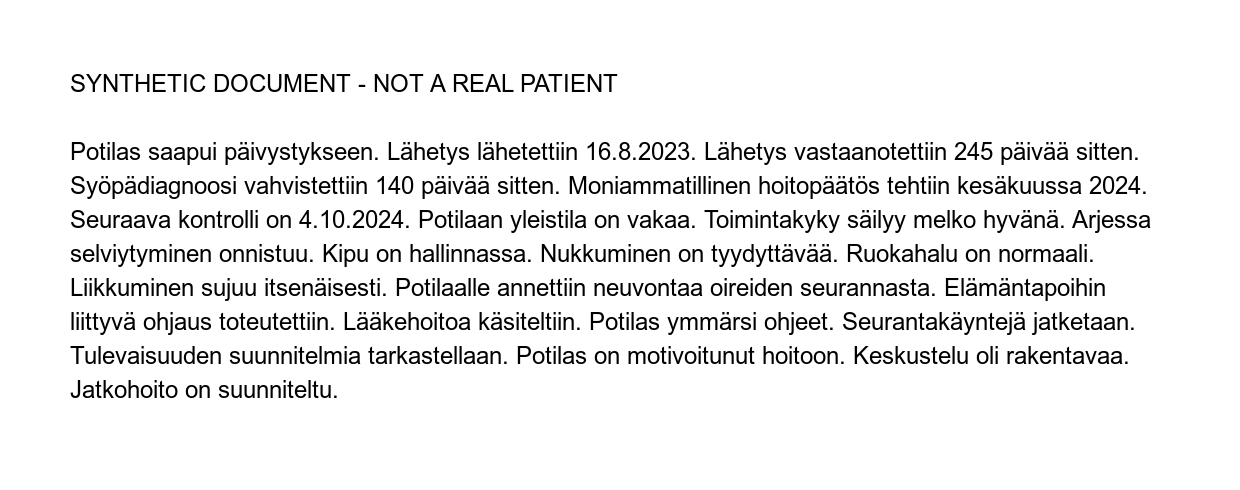 SYNTHETIC DOCUMENT - NOT A REAL PATIENT
Potilas saapui päivystykseen. Lähetys lähetettiin 16.8.2023. Lähetys vastaanotettiin 245 päivää sitten.
Syöpädiagnoosi vahvistettiin 140 päivää sitten. Moniammatillinen hoitopäätös tehtiin kesäkuussa 2024.
Seuraava kontrolli on 4.10.2024. Potilaan yleistila on vakaa. Toimintakyky säilyy melko hyvänä. Arjessa
selviytyminen onnistuu. Kipu on hallinnassa. Nukkuminen on tyydyttävää. Ruokahalu on normaali.
Liikkuminen sujuu itsenäisesti. Potilaalle annettiin neuvontaa oireiden seurannasta. Elämäntapoihin
liittyvä ohjaus toteutettiin. Lääkehoitoa käsiteltiin. Potilas ymmärsi ohjeet. Seurantakäyntejä jatketaan.
Tulevaisuuden suunnitelmia tarkastellaan. Potilas on motivoitunut hoitoon. Keskustelu oli rakentavaa.
Jatkohoito on suunniteltu.